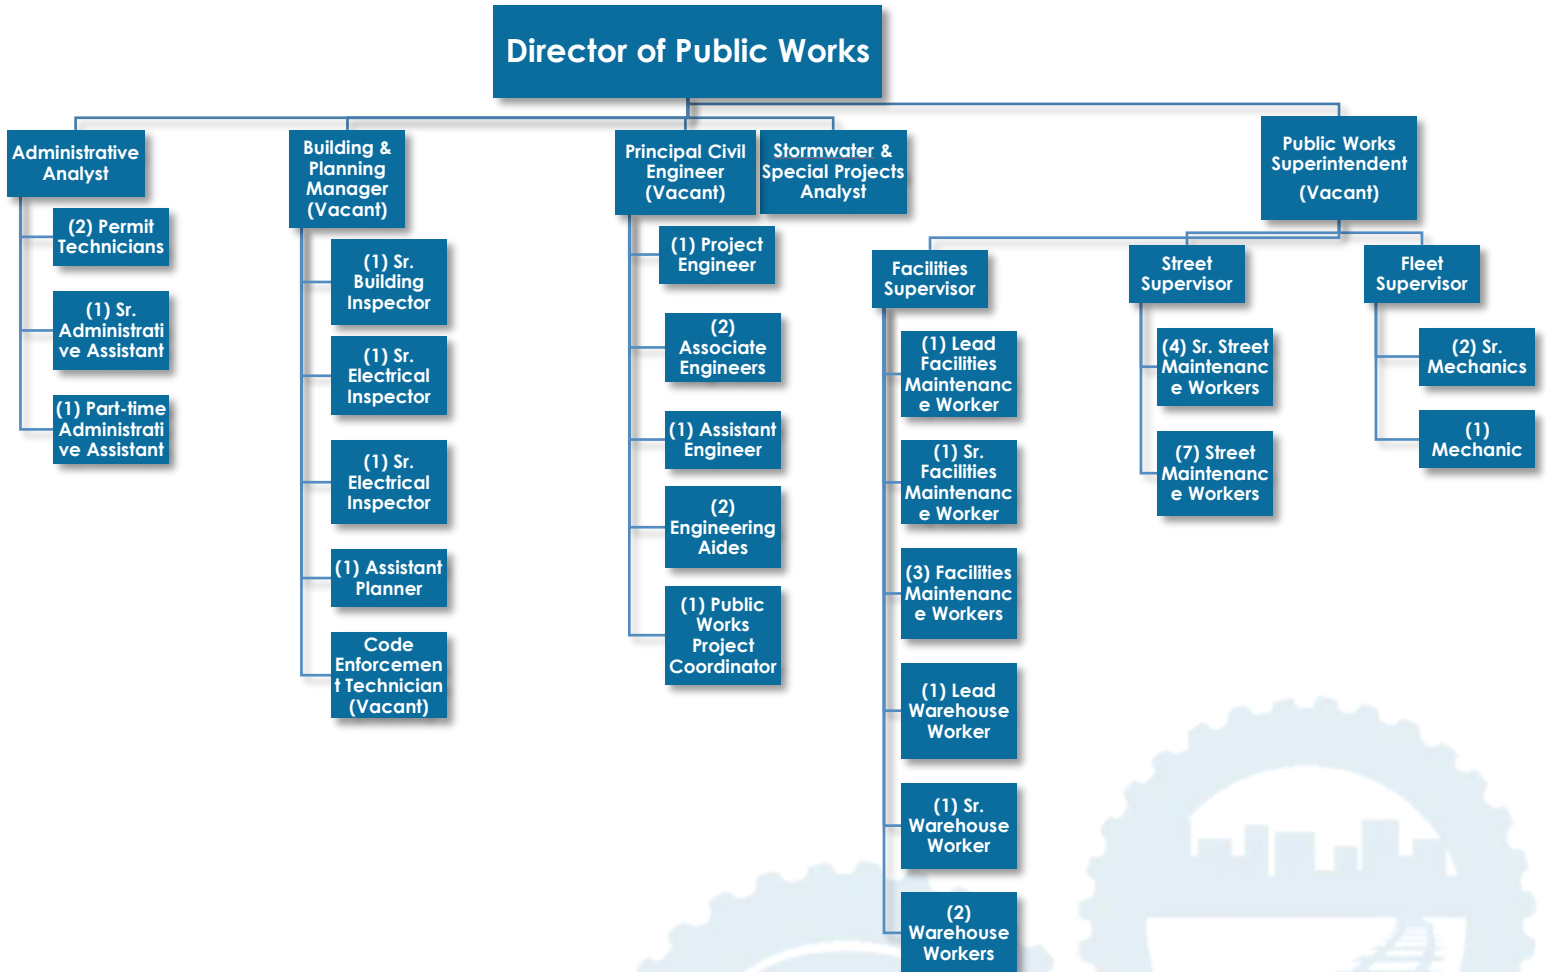 Director of Public Works
Administrative
Analyst
(2) Permit
Technicians
(1) Sr.
Administrati
ve Assistant
(1) Part-time
Administrati
ve Assistant
Building &
Planning
Manager
(Vacant)
(1) Sr.
Building
Inspector
(1) Sr.
Electrical
Inspector
(1) Sr.
Electrical
Inspector
(1) Assistant
Planner
Code
Enforcemen
t Technician
(Vacant)
Principal Civil
Engineer
(Vacant)
(1) Project
Engineer
(2)
Associate
Engineers
(1) Assistant
Engineer
(2)
Engineering
Aides
(1) Public
Works
Project
Coordinator
Stormwater &
Special Projects
Analyst
Public Works
Superintendent
(Vacant)
Facilities
Supervisor
(1) Lead
Facilities
Maintenanc
e Worker
(1) Sr.
Facilities
Maintenanc
e Worker
(3) Facilities
Maintenanc
e Workers
(1) Lead
Warehouse
Worker
(1) Sr.
Warehouse
Worker
(2)
Warehouse
Workers
Street
Supervisor
(4) Sr. Street
Maintenanc
e Workers
(7) Street
Maintenanc
e Workers
Fleet
Supervisor
(2) Sr.
Mechanics
(1)
Mechanic